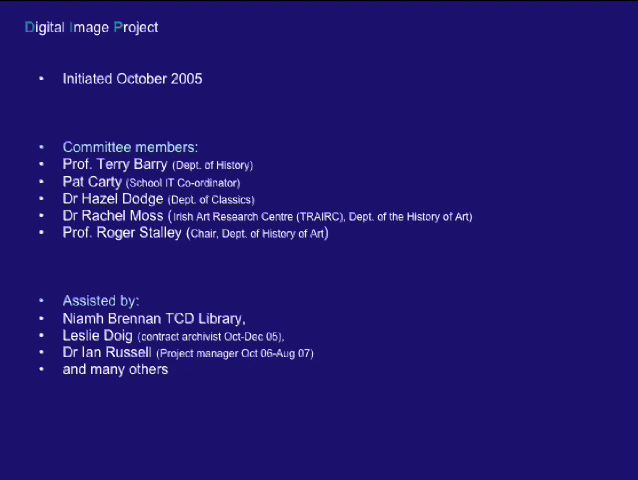 Digital Image Project
• Initiated October 2005
• Committee members:
• Prof. Terry Barry (Dept. of History)
• Pat Carty (School IT Co-ordinator)
• Dr Hazel Dodge (Dept. of Classics)
• Dr Rachel Moss (Irish Art Research Centre (TRAIRC), Dept. of the History of Art)
• Prof. Roger Stalley (Chair, Dept. of History of Art)
• Assisted by:
• Niamh Brennan TCD Library,
• Leslie Doig (contract archivist Oct-Dec 05),
• Dr Ian Russell (Project manager Oct 06-Aug 07)
• and many others